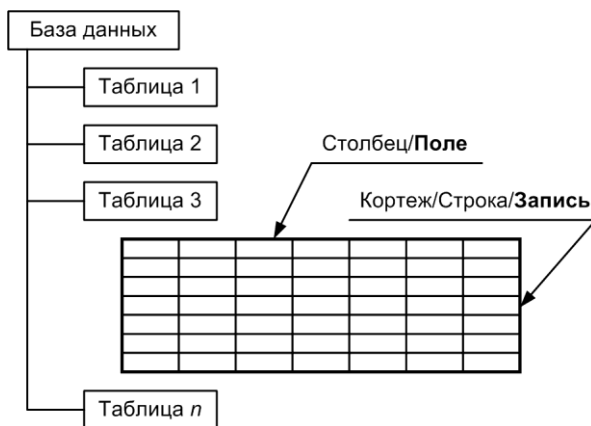 База данных
Таблица 1
Таблица 2
Столбец/Поле
Таблица 3
Кортеж/Строка/Запись
Таблица n